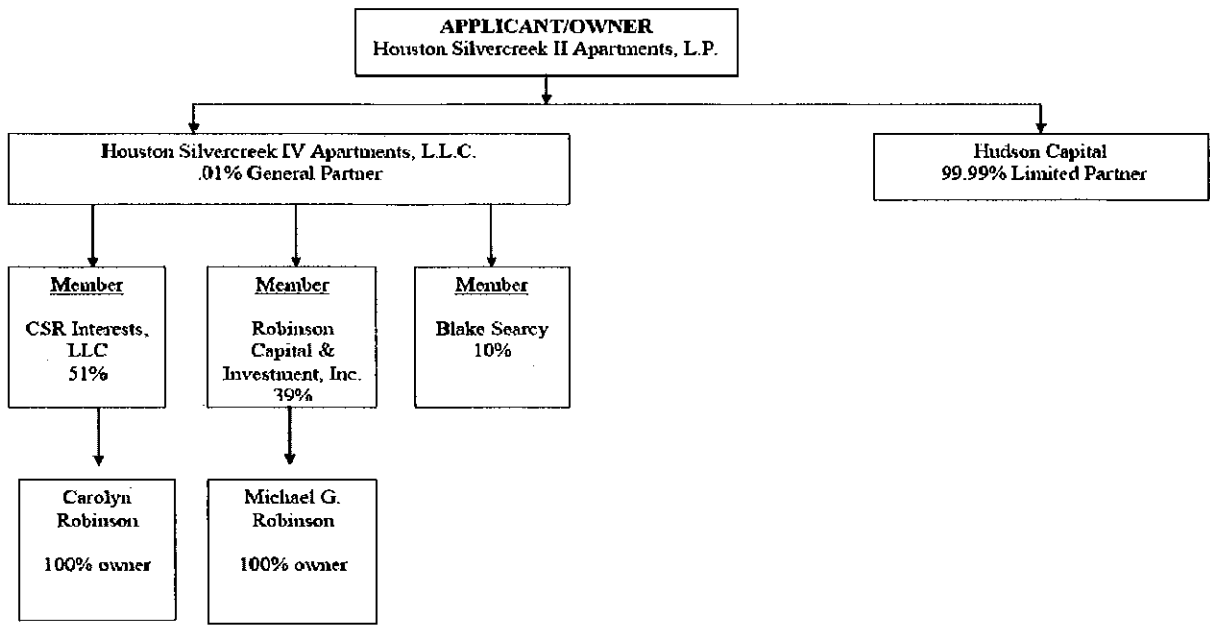 APPLICANT/OWNER
Houston Silvercreek II Apartments, L.P.
Houston Silvercreek IV Apartments, L.L.C.
.01% General Partner
Hudson Capital
99.99% Limited Partner
Member
CSR Interests,
LLC
51%
Member
Robinson
Capital &
Investment, Inc.
39%
Member
Blake Searcy
10%
Carolyn
Robinson
100% owner
Michael G.
Robinson
100% owner